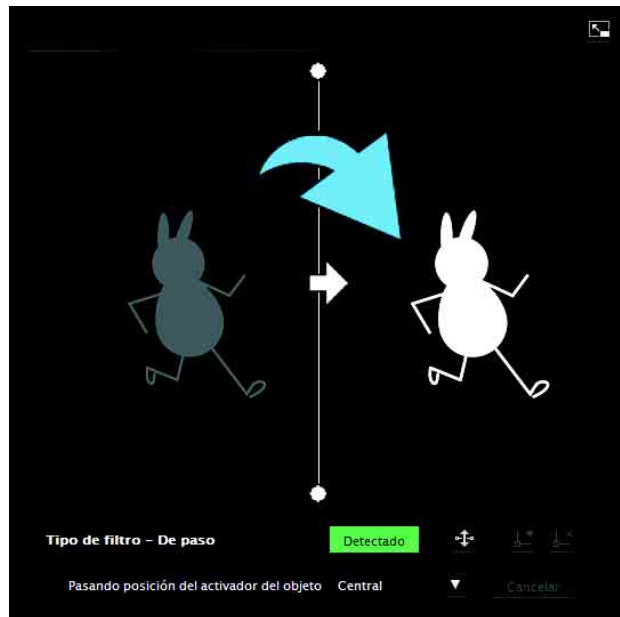 Tipo de filtro – De paso
Detectado
Pasando posición del activador del objeto
Central
Cancelar